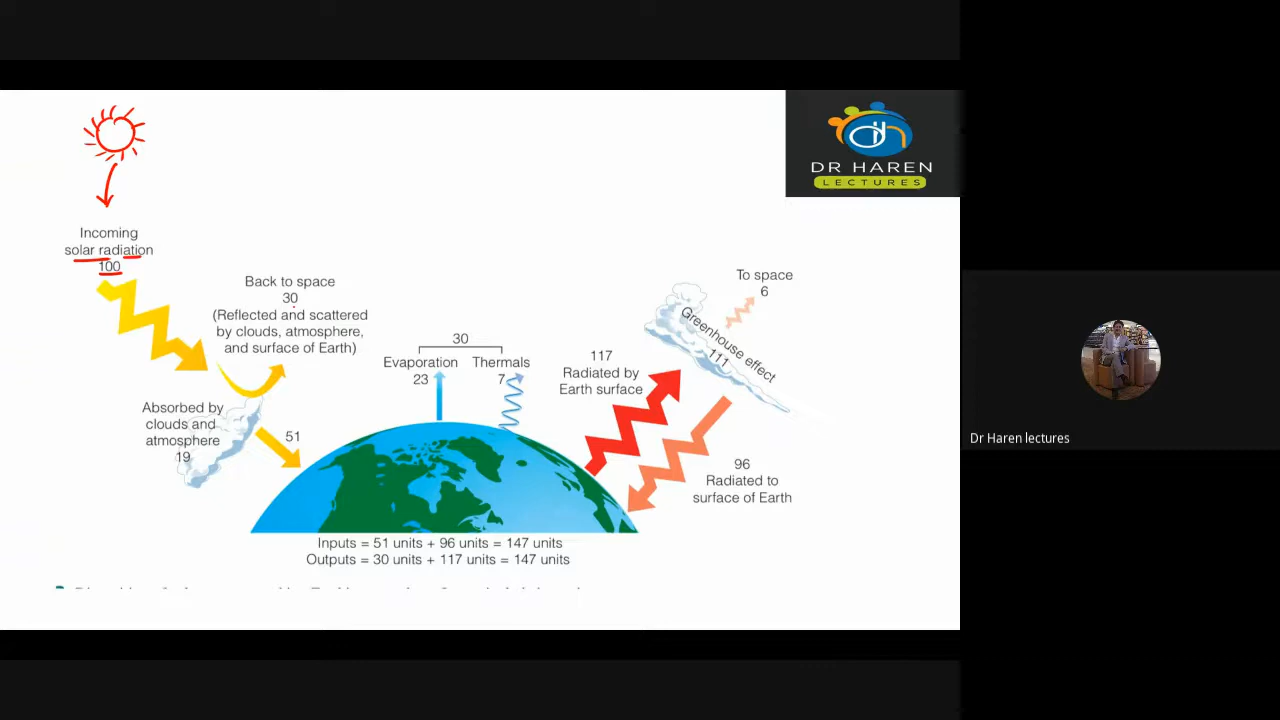 DR HAREN
LECTURES
Incoming
solar radiation
100
Back to space
30
(Reflected and scattered
by clouds, atmosphere,
and surface of Earth)
Absorbed by
clouds and
atmosphere
19
51
30
Evaporation
23
Thermals
7
117
Radiated by
Earth surface
To space
6
Greenhouse effect
111
96
Radiated to
surface of Earth
Inputs = 51 units + 96 units = 147 units
Outputs = 30 units + 117 units = 147 units
Dr Haren lectures